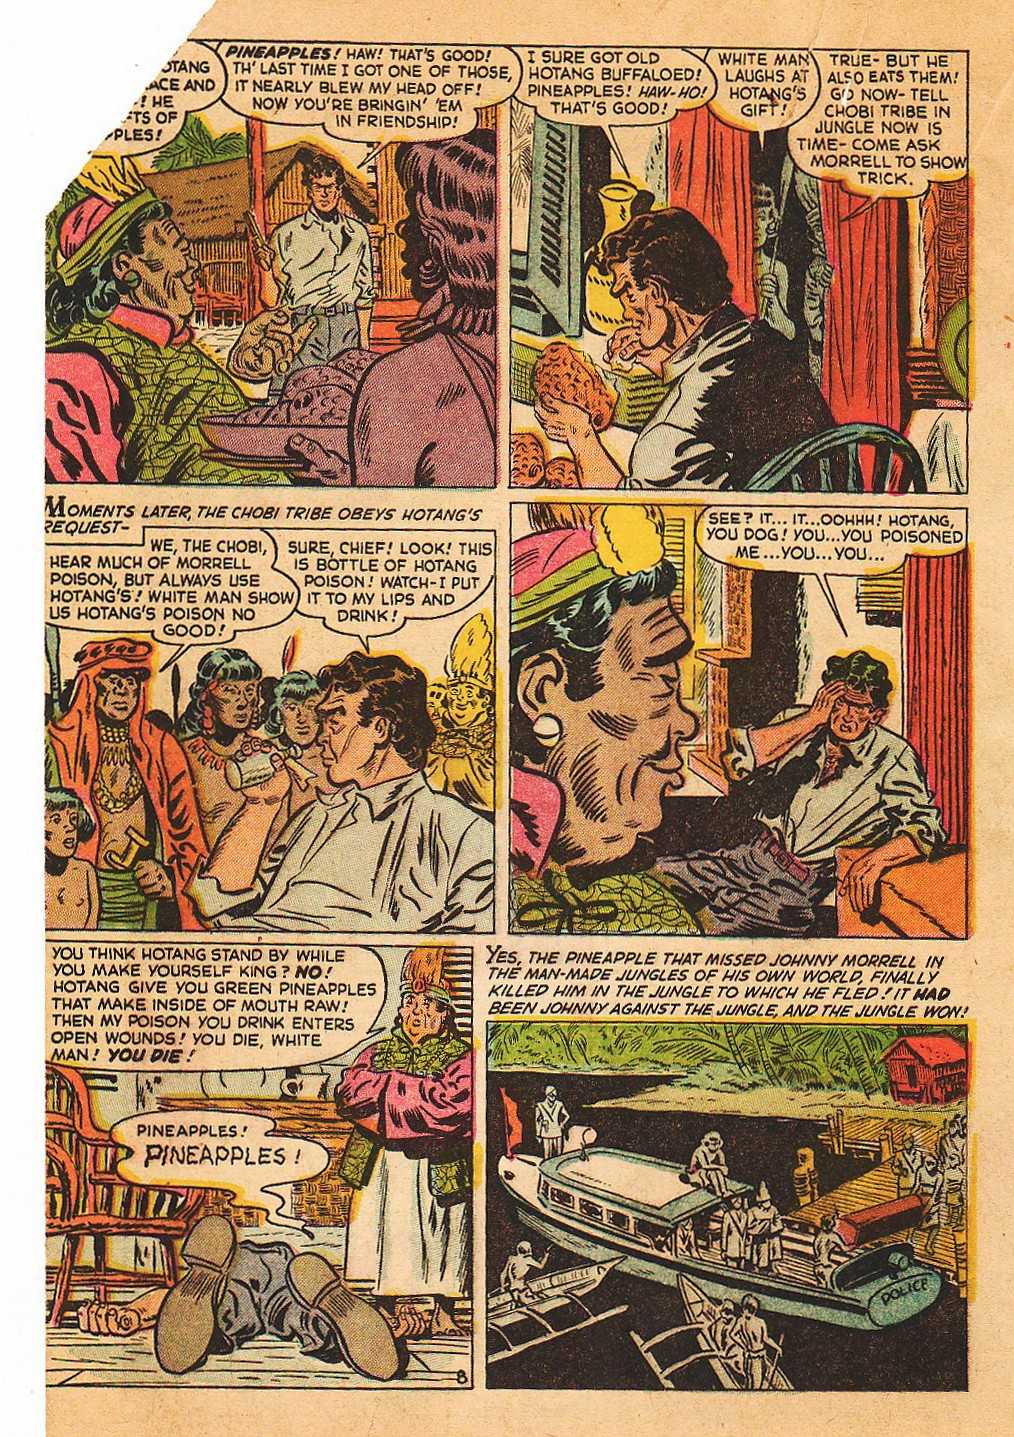 HOTANG
ACE AND
! HE
FTS OF
PPLES!
PINEAPPLES! HAW! THAT'S GOOD!
TH' LAST TIME I GOT ONE OF THOSE,
IT NEARLY BLEW MY HEAD OFF!
NOW YOU'RE BRINGIN' 'EM
IN FRIENDSHIP!
I SURE GOT OLD
HOTANG BUFFALOED!
PINEAPPLES! HAW-HO!
THAT'S GOOD!
WHITE MAN
LAUGHS AT
HOTANG'S
GIFT!
TRUE- BUT HE
ALSO EATS THEM!
GO NOW- TELL
CHOBI TRIBE IN
JUNGLE NOW IS
TIME- COME ASK
MORRELL TO SHOW
TRICK.
MOMENTS LATER, THE CHOBI TRIBE OBEYS HOTANG'S
REQUEST-
WE, THE CHOBI,
HEAR MUCH OF MORRELL
POISON, BUT ALWAYS USE
HOTANG'S! WHITE MAN SHOW
US HOTANG'S POISON NO
GOOD!
SURE, CHIEF! LOOK! THIS
IS BOTTLE OF HOTANG
POISON! WATCH-I PUT
IT TO MY LIPS AND
DRINK!
SEE? IT... IT...OOHHH! HOTANG,
YOU DOG! YOU...YOU POISONED
ME...YOU...YOU...
YOU THINK HOTANG STAND BY WHILE
YOU MAKE YOURSELF KING? NO!
HOTANG GIVE YOU GREEN PINEAPPLES
THAT MAKE INSIDE OF MOUTH RAW!
THEN MY POISON YOU DRINK ENTERS
OPEN WOUNDS! YOU DIE, WHITE
MAN! YOU DIE!
PINEAPPLES!
PINEAPPLES!
8
YES, THE PINEAPPLE THAT MISSED JOHNNY MORRELL IN
THE MAN-MADE JUNGLES OF HIS OWN WORLD, FINALLY
KILLED HIM IN THE JUNGLE TO WHICH HE FLED! IT HAD
BEEN JOHNNY AGAINST THE JUNGLE, AND THE JUNGLE WON!
POLICE